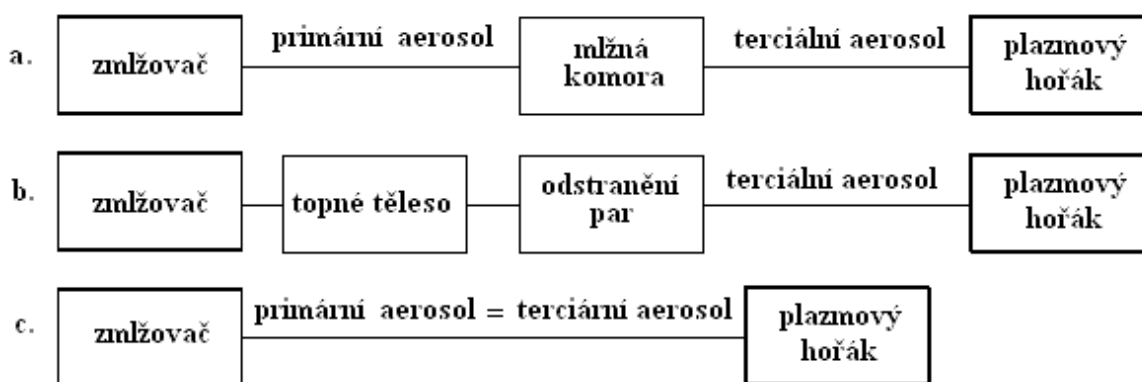 a.
zmlžovač
primární aerosol
mlžná
komora
terciální aerosol
plazmový
hořák
b.
zmlžovač
topné těleso
odstranění
par
terciální aerosol
plazmový
hořák
c.
zmlžovač
primární aerosol = terciární aerosol
plazmový
hořák